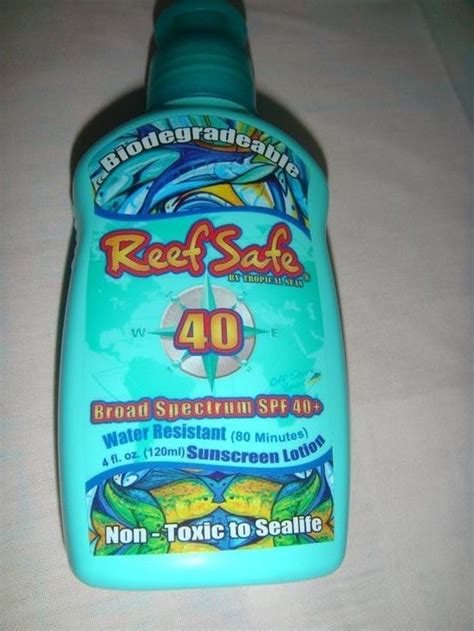 Biodegradeable
Reef Safe®
BY TROPICAL SEAS
W 40 E
Broad Spectrum SPF 40+
Water Resistant (80 Minutes)
4 fl. oz. (120ml) Sunscreen Lotion
Non - Toxic to Sealife